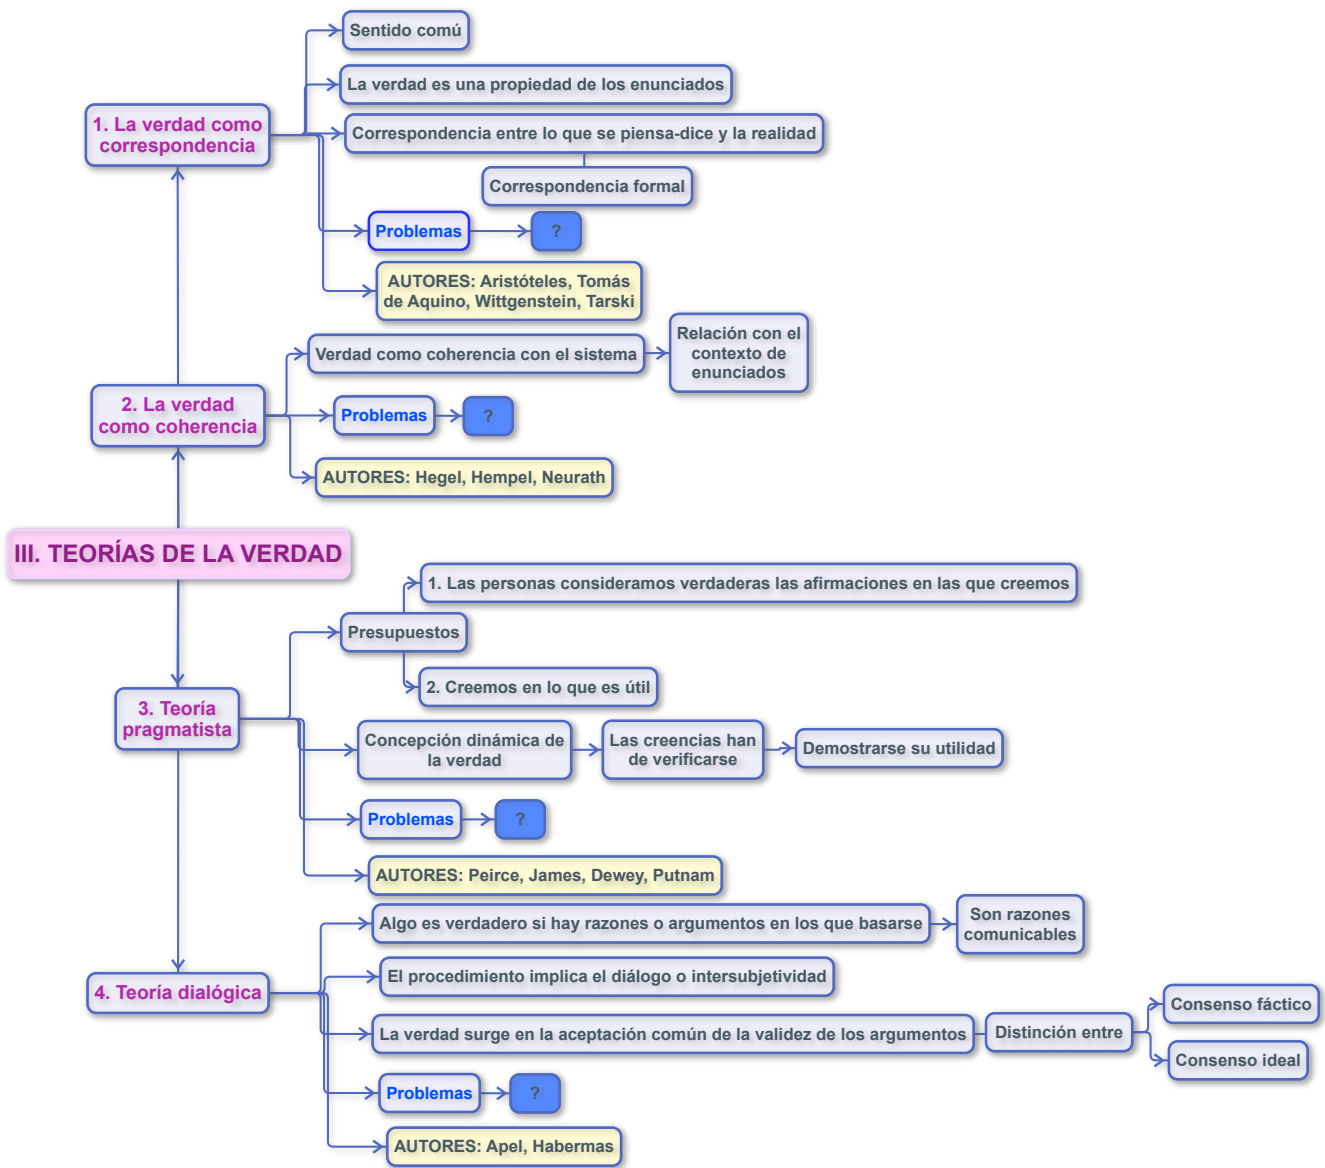 Sentido comú
La verdad es una propiedad de los enunciados
1. La verdad como
correspondencia
Correspondencia entre lo que se piensa-dice y la realidad
Correspondencia formal
Problemas
?
AUTORES: Aristóteles, Tomás
de Aquino, Wittgenstein, Tarski
Verdad como coherencia con el sistema
Relación con el
contexto de
enunciados
2. La verdad
como coherencia
Problemas
?
AUTORES: Hegel, Hempel, Neurath
III. TEORÍAS DE LA VERDAD
1. Las personas consideramos verdaderas las afirmaciones en las que creemos
Presupuestos
2. Creemos en lo que es útil
3. Teoría
pragmatista
Concepción dinámica de
la verdad
Las creencias han
de verificarse
Demostrarse su utilidad
Problemas
?
AUTORES: Peirce, James, Dewey, Putnam
Algo es verdadero si hay razones o argumentos en los que basarse
Son razones
comunicables
El procedimiento implica el diálogo o intersubjetividad
4. Teoría dialógica
La verdad surge en la aceptación común de la validez de los argumentos
Distinción entre
Consenso fáctico
Consenso ideal
Problemas
?
AUTORES: Apel, Habermas